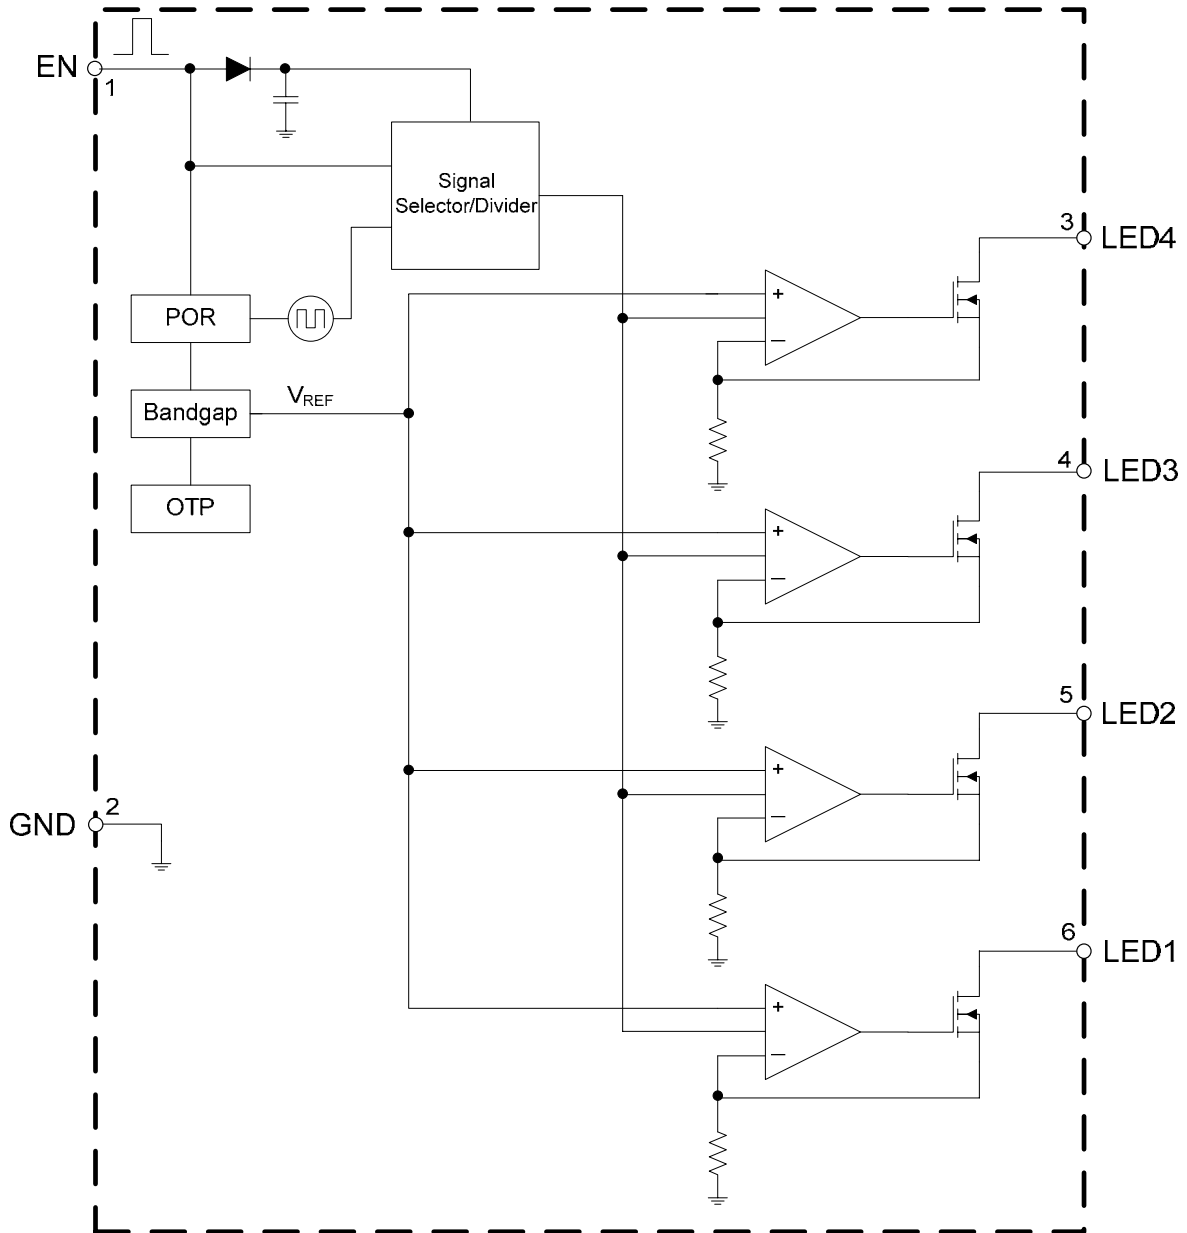 EN
1
Signal
Selector/Divider
3
LED4
+
−
POR
VREF
Bandgap
OTP
4
LED3
+
−
5
LED2
+
−
2
GND
6
LED1
+
−